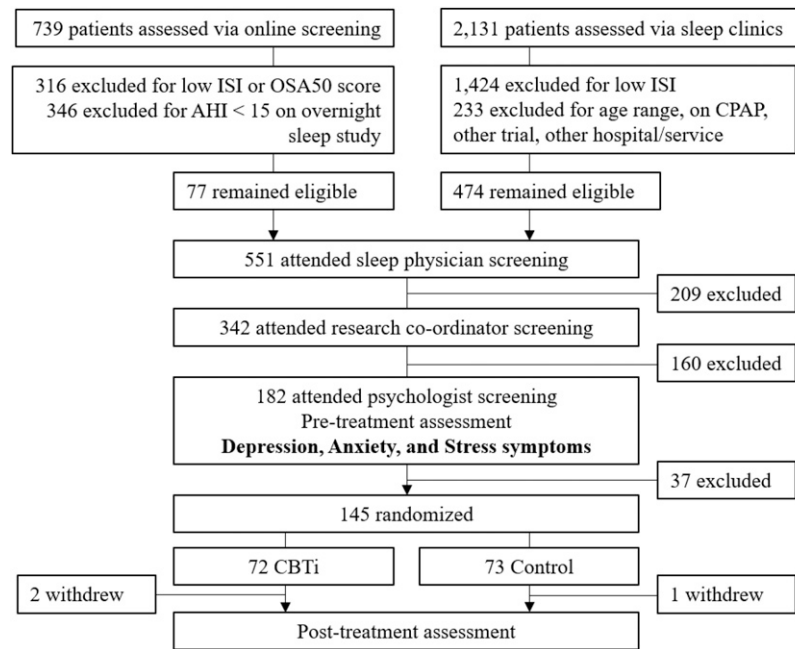 739 patients assessed via online screening
2,131 patients assessed via sleep clinics
316 excluded for low ISI or OSA50 score
346 excluded for AHI < 15 on overnight
sleep study
1,424 excluded for low ISI
233 excluded for age range, on CPAP,
other trial, other hospital/service
77 remained eligible
474 remained eligible
551 attended sleep physician screening
209 excluded
342 attended research co-ordinator screening
160 excluded
182 attended psychologist screening
Pre-treatment assessment
Depression, Anxiety, and Stress symptoms
37 excluded
145 randomized
72 CBTi
73 Control
2 withdrew
1 withdrew
Post-treatment assessment